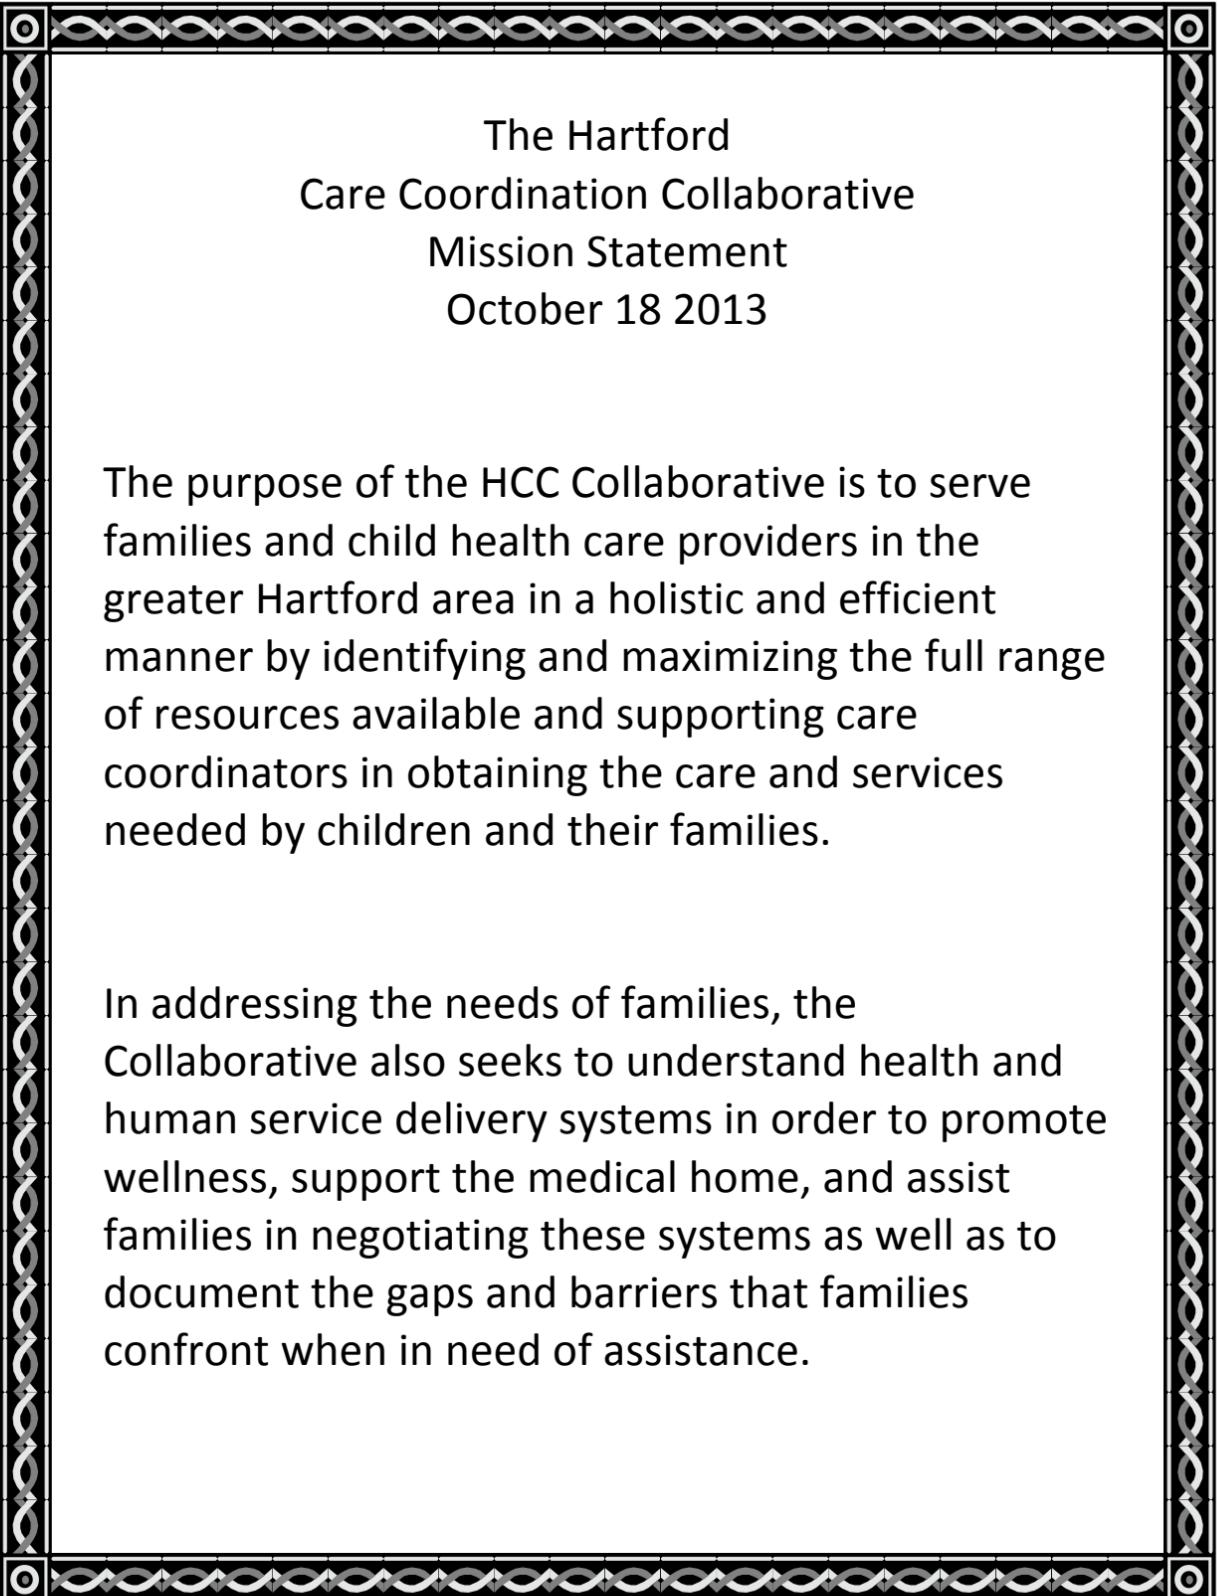 The Hartford
Care Coordination Collaborative
Mission Statement
October 18 2013
The purpose of the HCC Collaborative is to serve
families and child health care providers in the
greater Hartford area in a holistic and efficient
manner by identifying and maximizing the full range
of resources available and supporting care
coordinators in obtaining the care and services
needed by children and their families.
In addressing the needs of families, the
Collaborative also seeks to understand health and
human service delivery systems in order to promote
wellness, support the medical home, and assist
families in negotiating these systems as well as to
document the gaps and barriers that families
confront when in need of assistance.